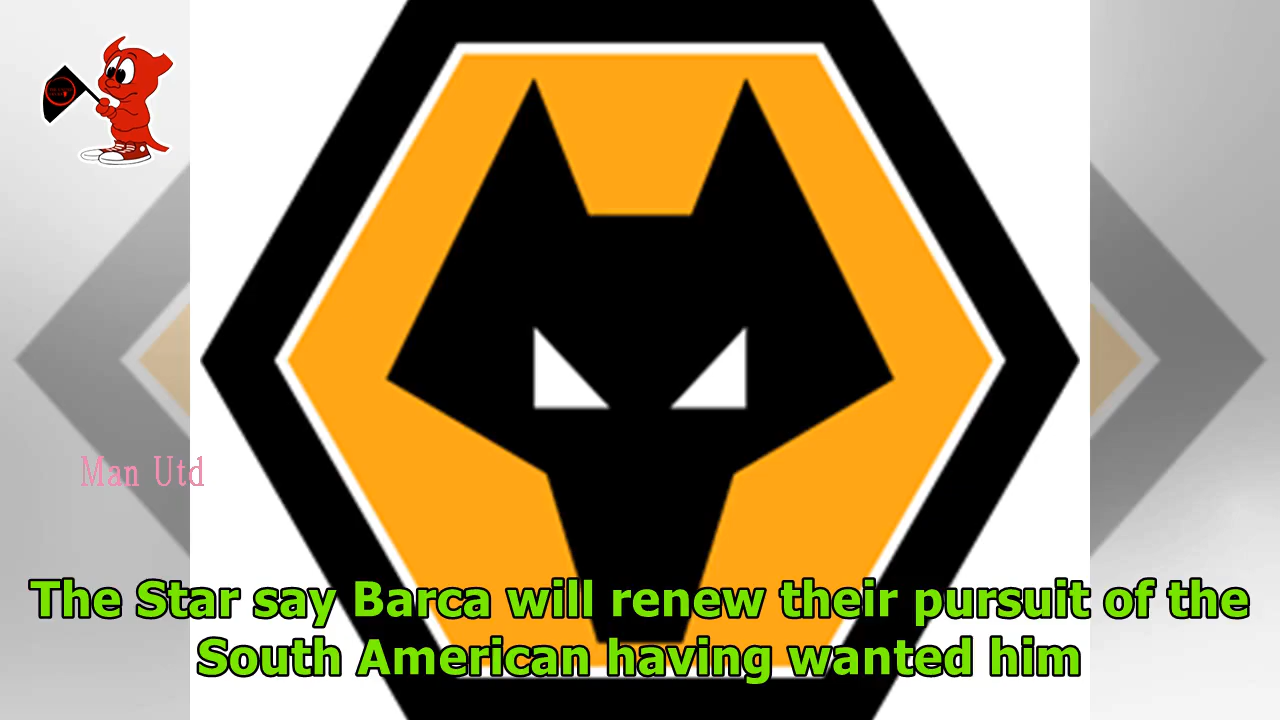 Man Utd
The Star say Barca will renew their pursuit of the
South American having wanted him